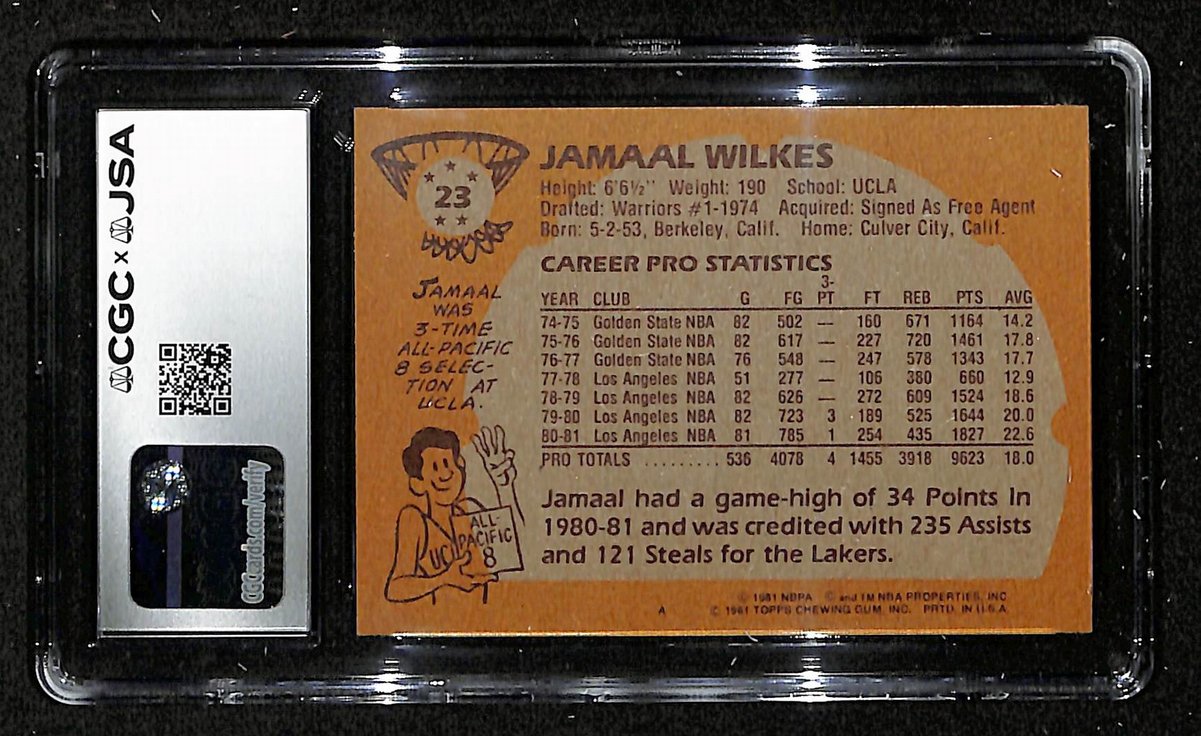 CGC x JSA
CGCcards.com/verify
23
JAMAAL WILKES
Height: 6'6½" Weight: 190 School: UCLA
Drafted: Warriors #1-1974 Acquired: Signed As Free Agent
Born: 5-2-53, Berkeley, Calif. Home: Culver City, Calif.
CAREER PRO STATISTICS
YEAR CLUB G FG 3-PT FT REB PTS AVG
74-75 Golden State NBA 82 502 — 160 671 1164 14.2
75-76 Golden State NBA 82 617 — 227 720 1461 17.8
76-77 Golden State NBA 76 548 — 247 578 1343 17.7
77-78 Los Angeles NBA 51 277 — 106 380 660 12.9
78-79 Los Angeles NBA 82 626 — 272 609 1524 18.6
79-80 Los Angeles NBA 82 723 3 189 525 1644 20.0
80-81 Los Angeles NBA 81 785 1 254 435 1827 22.6
PRO TOTALS ......... 536 4078 4 1455 3918 9623 18.0
Jamaal had a game-high of 34 Points in
1980-81 and was credited with 235 Assists
and 121 Steals for the Lakers.
JAMAAL
WAS
3-TIME
ALL-PACIFIC
8 SELEC-
TION AT
UCLA.
UCL
ALL-
PACIFIC
8
A
© 1981 NBPA © and TM NBA PROPERTIES, INC
© 1981 TOPPS CHEWING GUM, INC. PRTD. IN U.S.A.